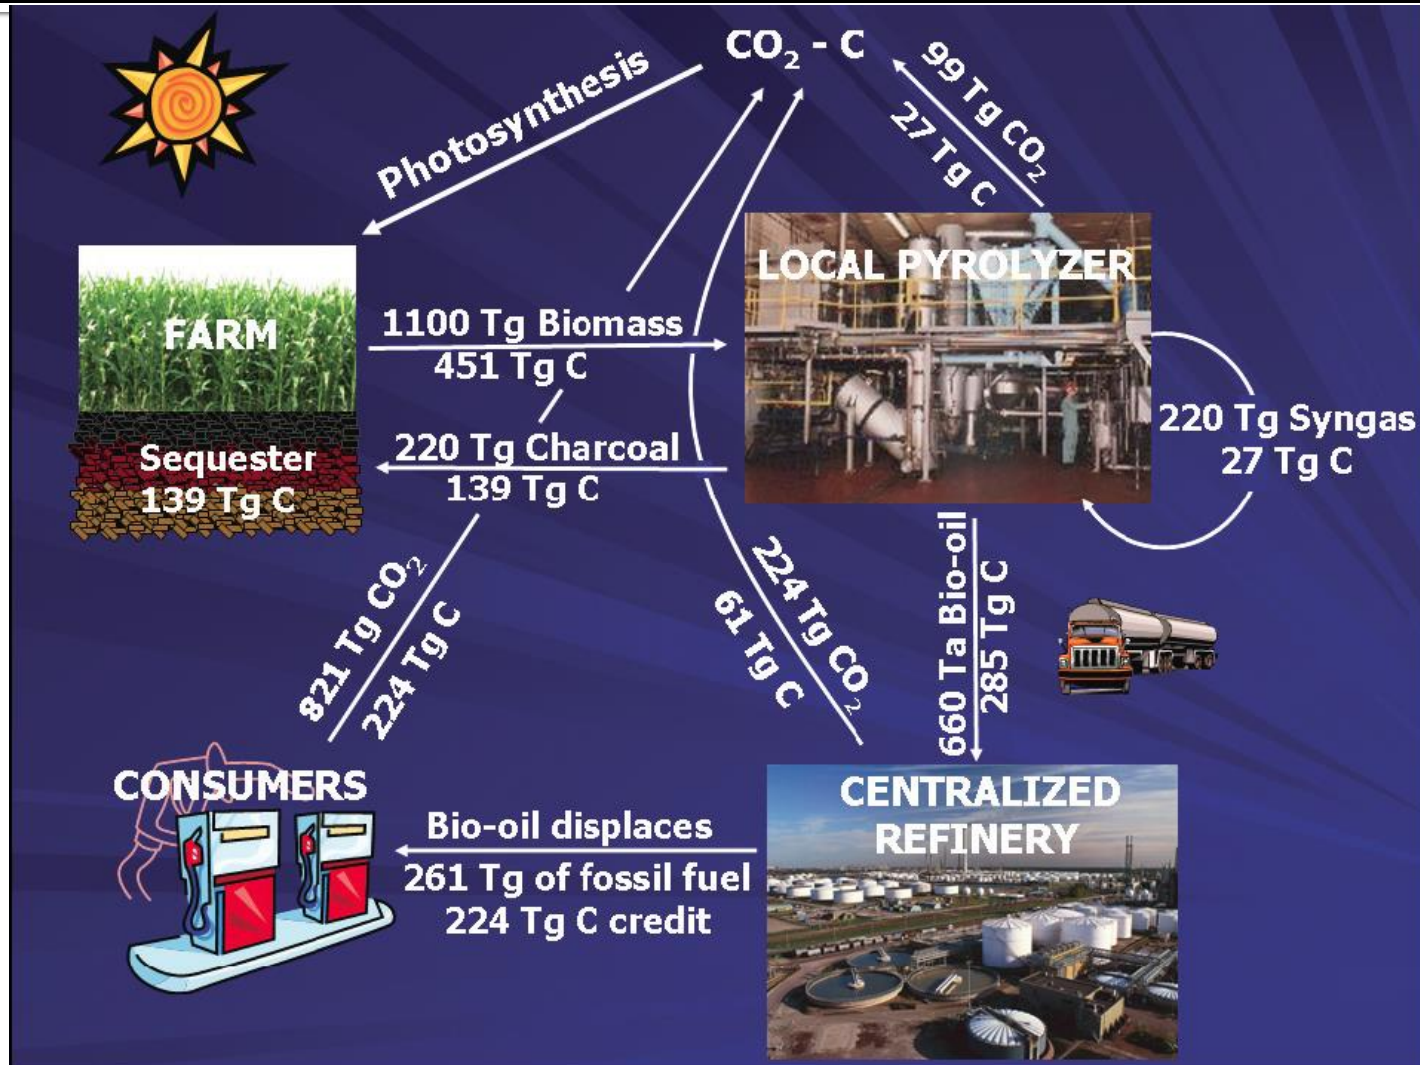 CO₂ - C
Photosynthesis
99 Tg CO₂
27 Tg C
LOCAL PYROLYZER
FARM
1100 Tg Biomass
451 Tg C
220 Tg Syngas
27 Tg C
Sequester
139 Tg C
220 Tg Charcoal
139 Tg C
821 Tg CO₂
224 Tg C
224 Tg CO₂
61 Tg C
660 Ta Bio-oil
285 Tg C
CONSUMERS
CENTRALIZED
REFINERY
Bio-oil displaces
261 Tg of fossil fuel
224 Tg C credit